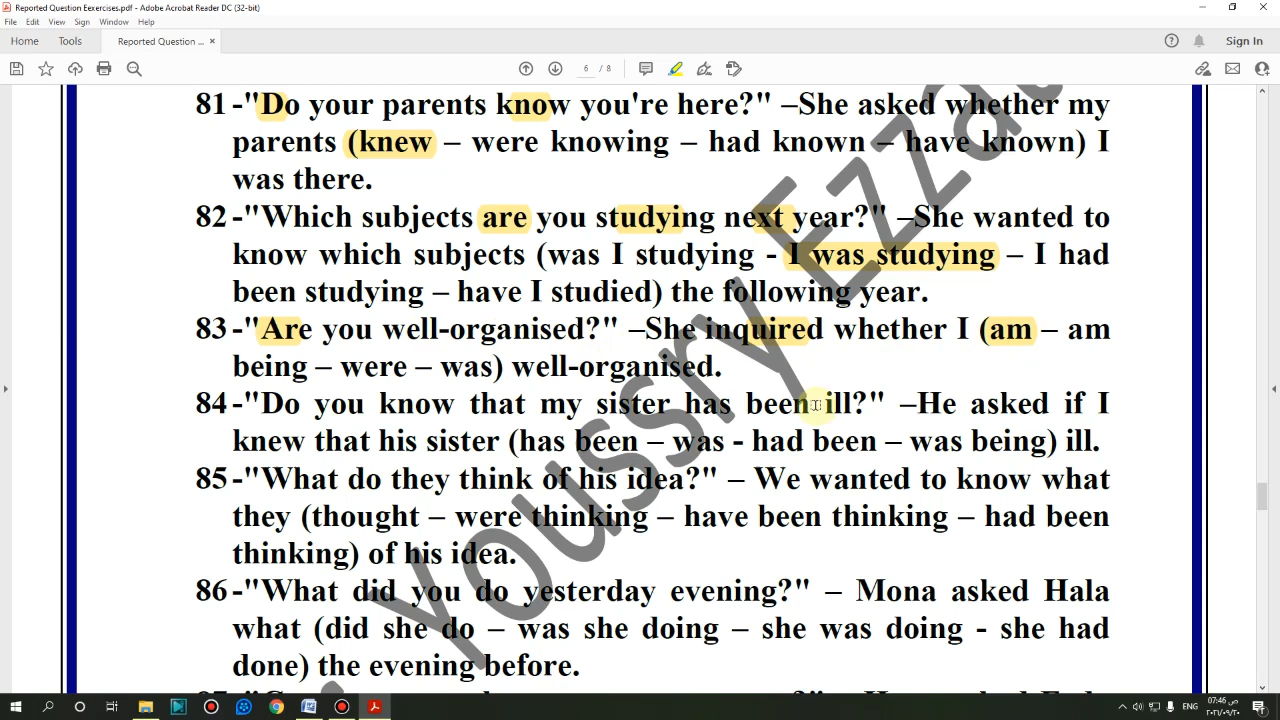 Reported Question Eexercises.pdf - Adobe Acrobat Reader DC (32-bit)
File Edit View Sign Window Help
Home Tools Reported Question ... × Sign In
6 / 8
81 -"Do your parents know you're here?" –She asked whether my
parents (knew – were knowing – had known – have known) I
was there.
82 -"Which subjects are you studying next year?" –She wanted to
know which subjects (was I studying - I was studying – I had
been studying – have I studied) the following year.
83 -"Are you well-organised?" –She inquired whether I (am – am
being – were – was) well-organised.
84 -"Do you know that my sister has been ill?" –He asked if I
knew that his sister (has been – was - had been – was being) ill.
85 -"What do they think of his idea?" – We wanted to know what
they (thought – were thinking – have been thinking – had been
thinking) of his idea.
86 -"What did you do yesterday evening?" – Mona asked Hala
what (did she do – was she doing – she was doing - she had
done) the evening before.
Youssry Ezzat
ENG
07:46 ص
٢٠٢١/٠٩/٢٠